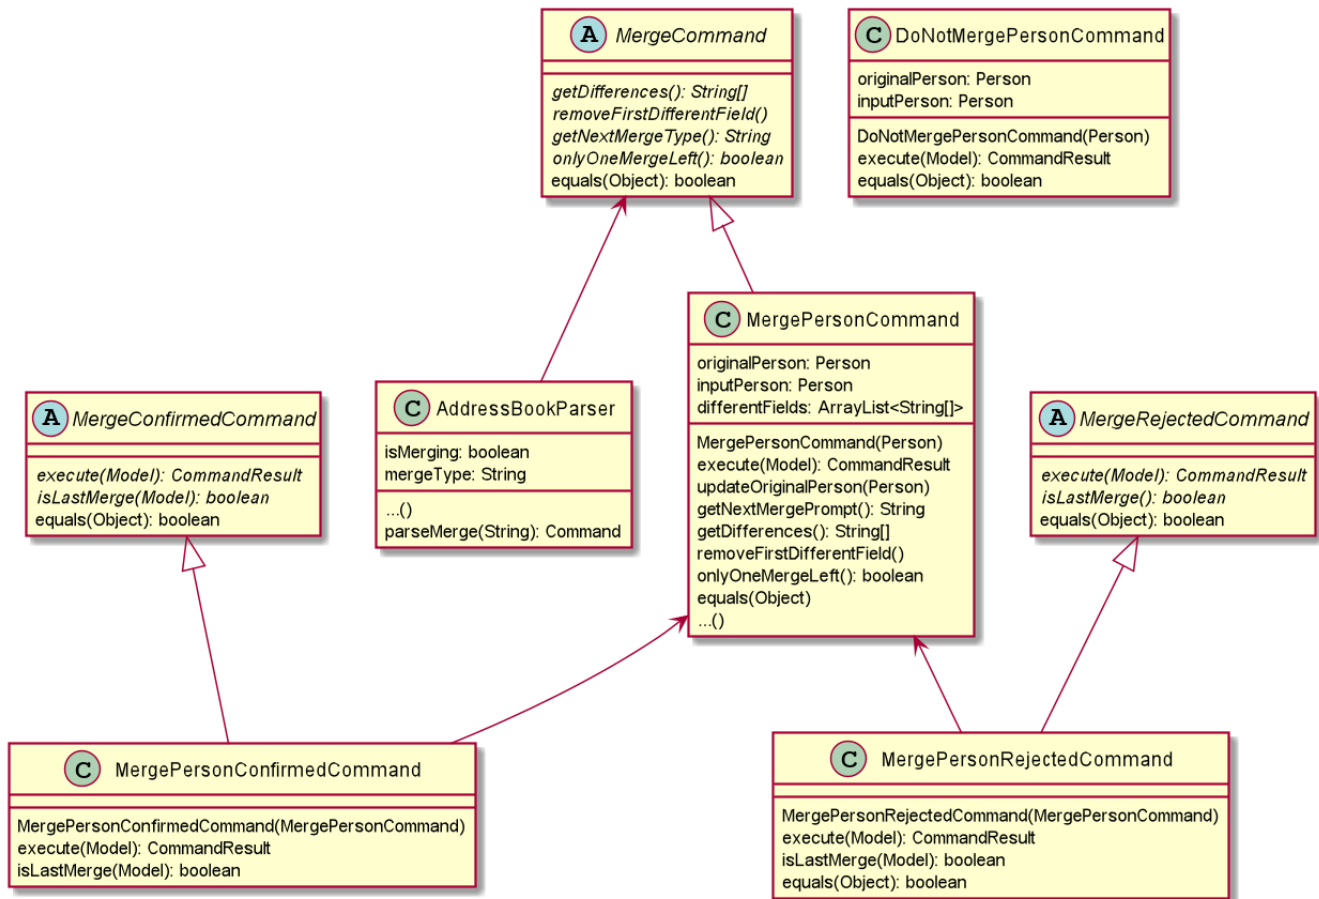 A MergeCommand
getDifferences(): String[]
removeFirstDifferentField()
getNextMergeType(): String
onlyOneMergeLeft(): boolean
equals(Object): boolean
C DoNotMergePersonCommand
originalPerson: Person
inputPerson: Person
DoNotMergePersonCommand(Person)
execute(Model): CommandResult
equals(Object): boolean
C MergePersonCommand
originalPerson: Person
inputPerson: Person
differentFields: ArrayList<String[]>
MergePersonCommand(Person)
execute(Model): CommandResult
updateOriginalPerson(Person)
getNextMergePrompt(): String
getDifferences(): String[]
removeFirstDifferentField()
onlyOneMergeLeft(): boolean
equals(Object)
...()
A MergeConfirmedCommand
execute(Model): CommandResult
isLastMerge(Model): boolean
equals(Object): boolean
C AddressBookParser
isMerging: boolean
mergeType: String
...()
parseMerge(String): Command
A MergeRejectedCommand
execute(Model): CommandResult
isLastMerge(): boolean
equals(Object): boolean
C MergePersonConfirmedCommand
MergePersonConfirmedCommand(MergePersonCommand)
execute(Model): CommandResult
isLastMerge(Model): boolean
C MergePersonRejectedCommand
MergePersonRejectedCommand(MergePersonCommand)
execute(Model): CommandResult
isLastMerge(Model): boolean
equals(Object): boolean